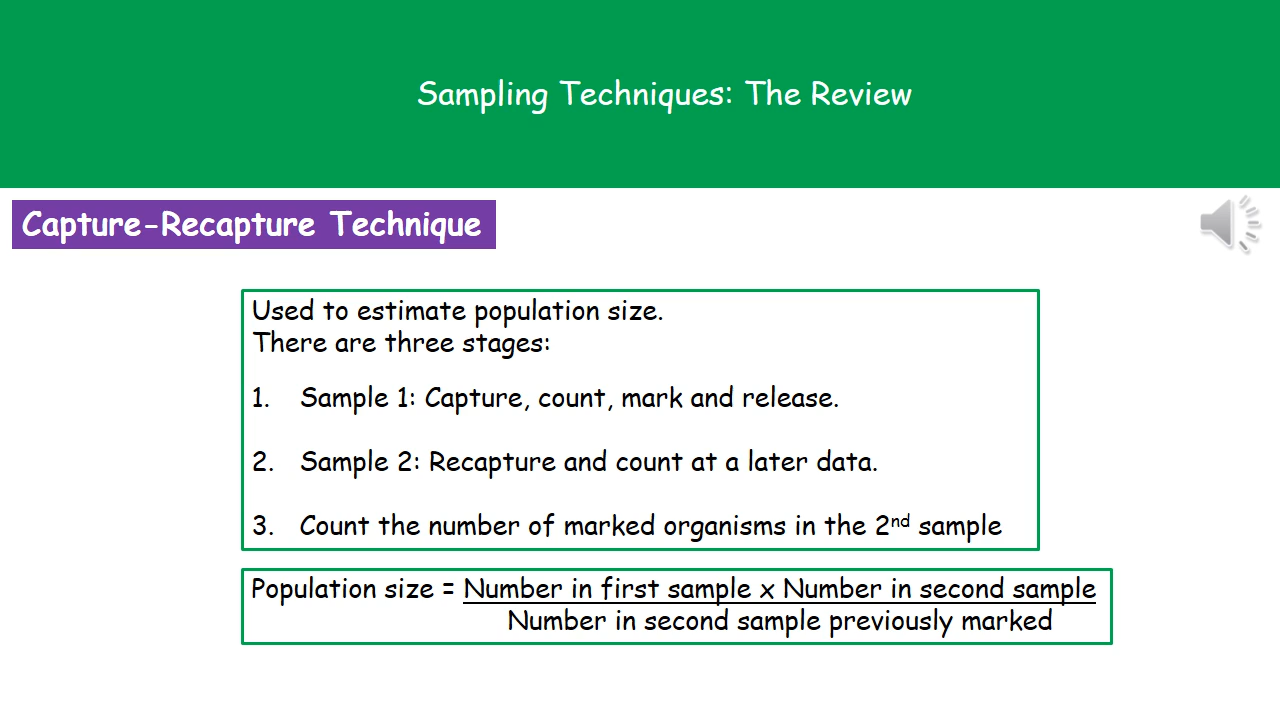 Sampling Techniques: The Review
Capture-Recapture Technique
Used to estimate population size.
There are three stages:
1. Sample 1: Capture, count, mark and release.
2. Sample 2: Recapture and count at a later data.
3. Count the number of marked organisms in the 2nd sample
Population size = Number in first sample x Number in second sample
Number in second sample previously marked